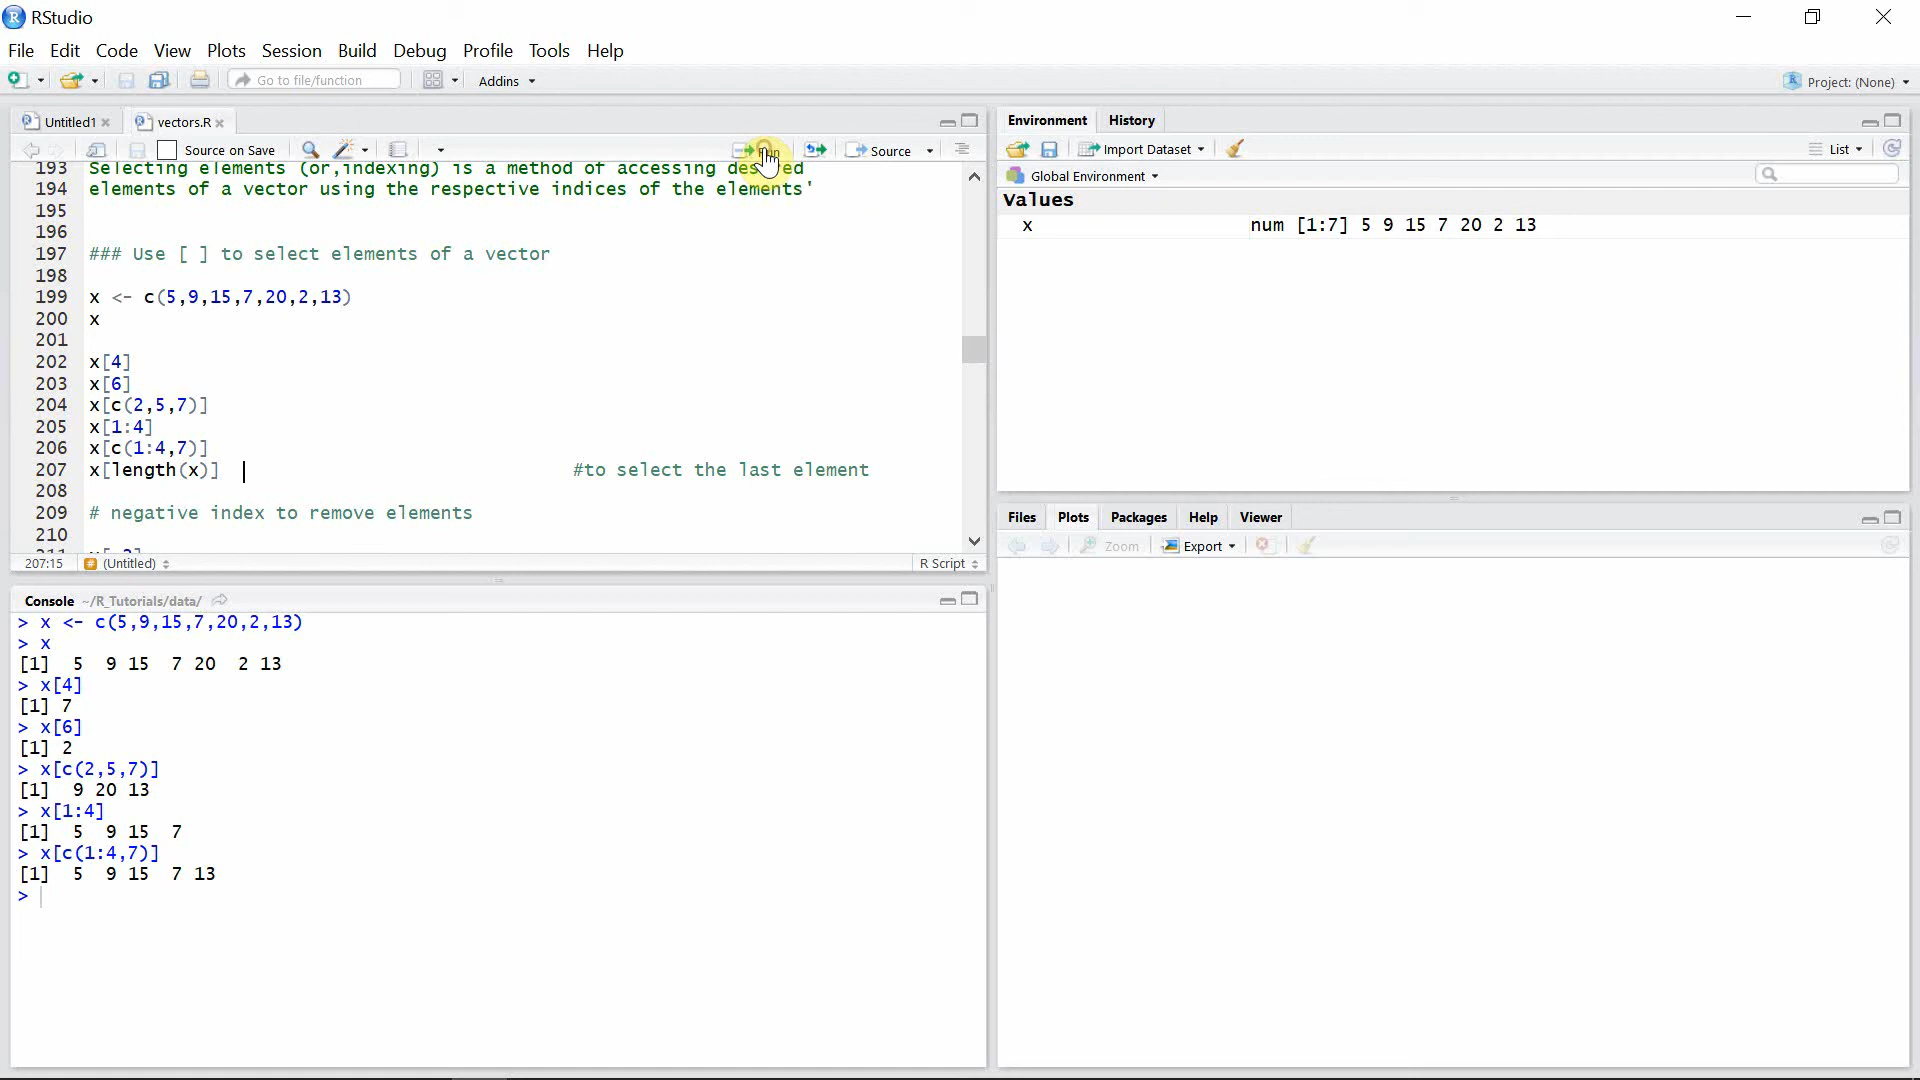 RStudio
File Edit Code View Plots Session Build Debug Profile Tools Help
Go to file/function Addins Project: (None)
Untitled1 vectors.R
Source on Save Source
193 Selecting elements (or,indexing) is a method of accessing
194 elements of a vector using the respective indices of the elements'
195
196
197 ### Use [ ] to select elements of a vector
198
199 x <- c(5,9,15,7,20,2,13)
200 x
201
202 x[4]
203 x[6]
204 x[c(2,5,7)]
205 x[1:4]
206 x[c(1:4,7)]
207 x[length(x)] #to select the last element
208
209 # negative index to remove elements
210
207:15 (Untitled) R Script
Console ~/R_Tutorials/data/
> x <- c(5,9,15,7,20,2,13)
> x
[1] 5 9 15 7 20 2 13
> x[4]
[1] 7
> x[6]
[1] 2
> x[c(2,5,7)]
[1] 9 20 13
> x[1:4]
[1] 5 9 15 7
> x[c(1:4,7)]
[1] 5 9 15 7 13
>
Environment History
Import Dataset List
Global Environment
Values
x num [1:7] 5 9 15 7 20 2 13
Files Plots Packages Help Viewer
Zoom Export